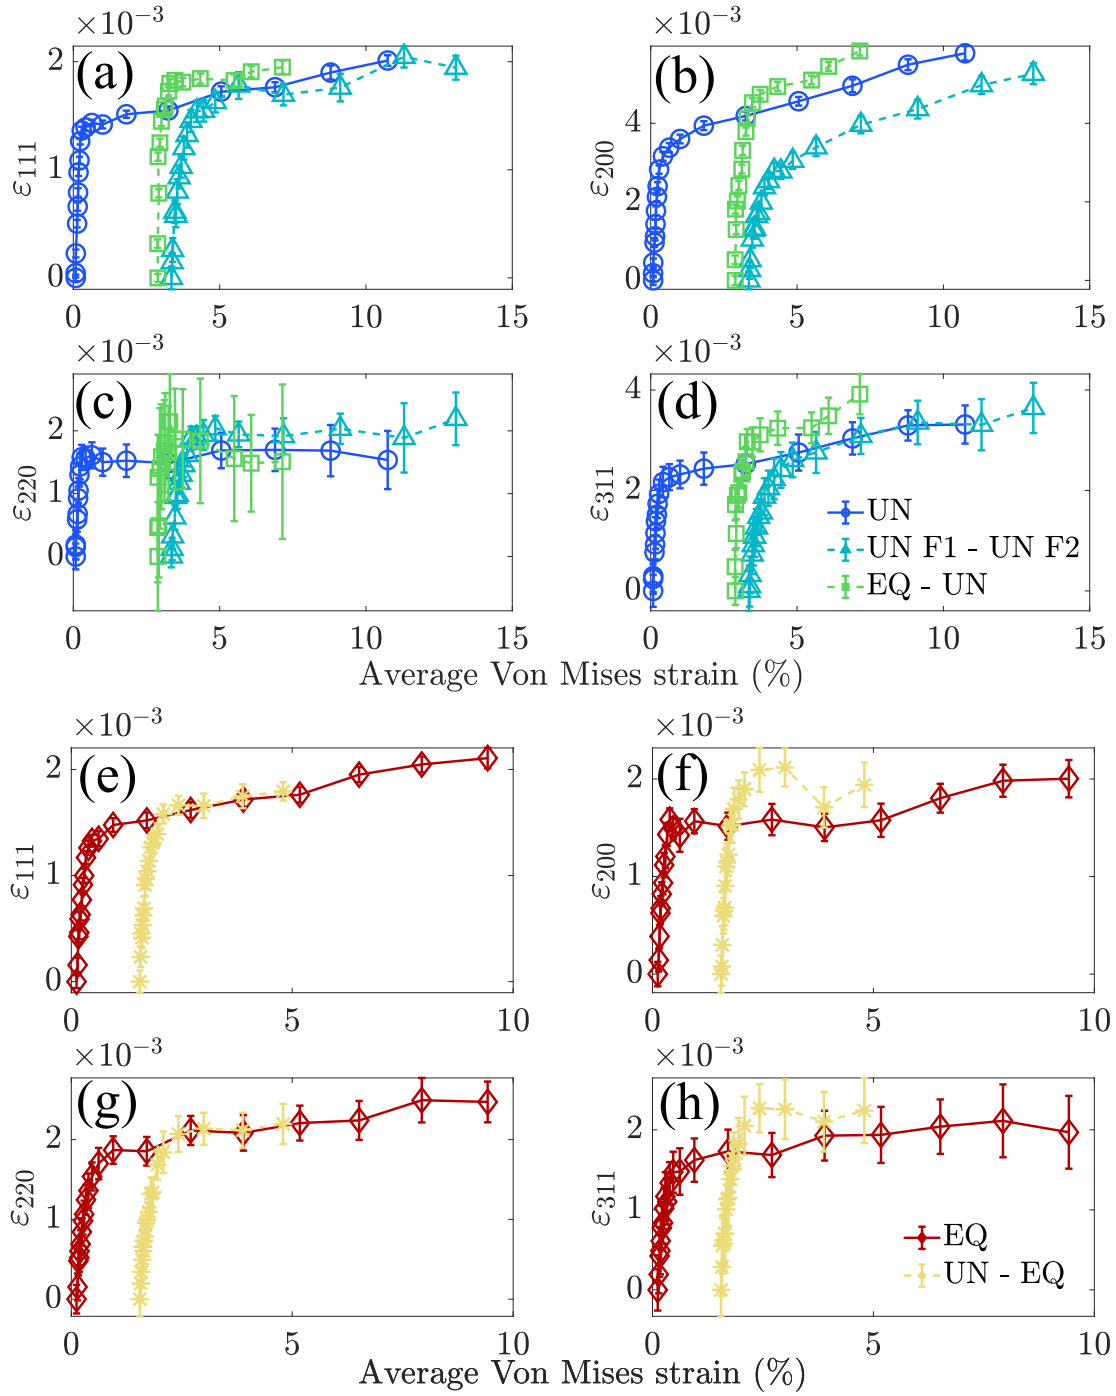 ×10⁻³ ×10⁻³
(a) (b)
ε₁₁₁ ε₂₀₀
2
1
0
4
2
0
0 5 10 15 0 5 10 15
×10⁻³ ×10⁻³
(c) (d)
ε₂₂₀ ε₃₁₁
2
1
0
4
2
0
UN
UN F1 - UN F2
EQ - UN
0 5 10 15 0 5 10 15
Average Von Mises strain (%)
×10⁻³ ×10⁻³
(e) (f)
ε₁₁₁ ε₂₀₀
2
1
0
2
1
0
0 5 10 0 5 10
×10⁻³ ×10⁻³
(g) (h)
ε₂₂₀ ε₃₁₁
2
1
0
2
1
0
EQ
UN - EQ
0 5 10 0 5 10
Average Von Mises strain (%)